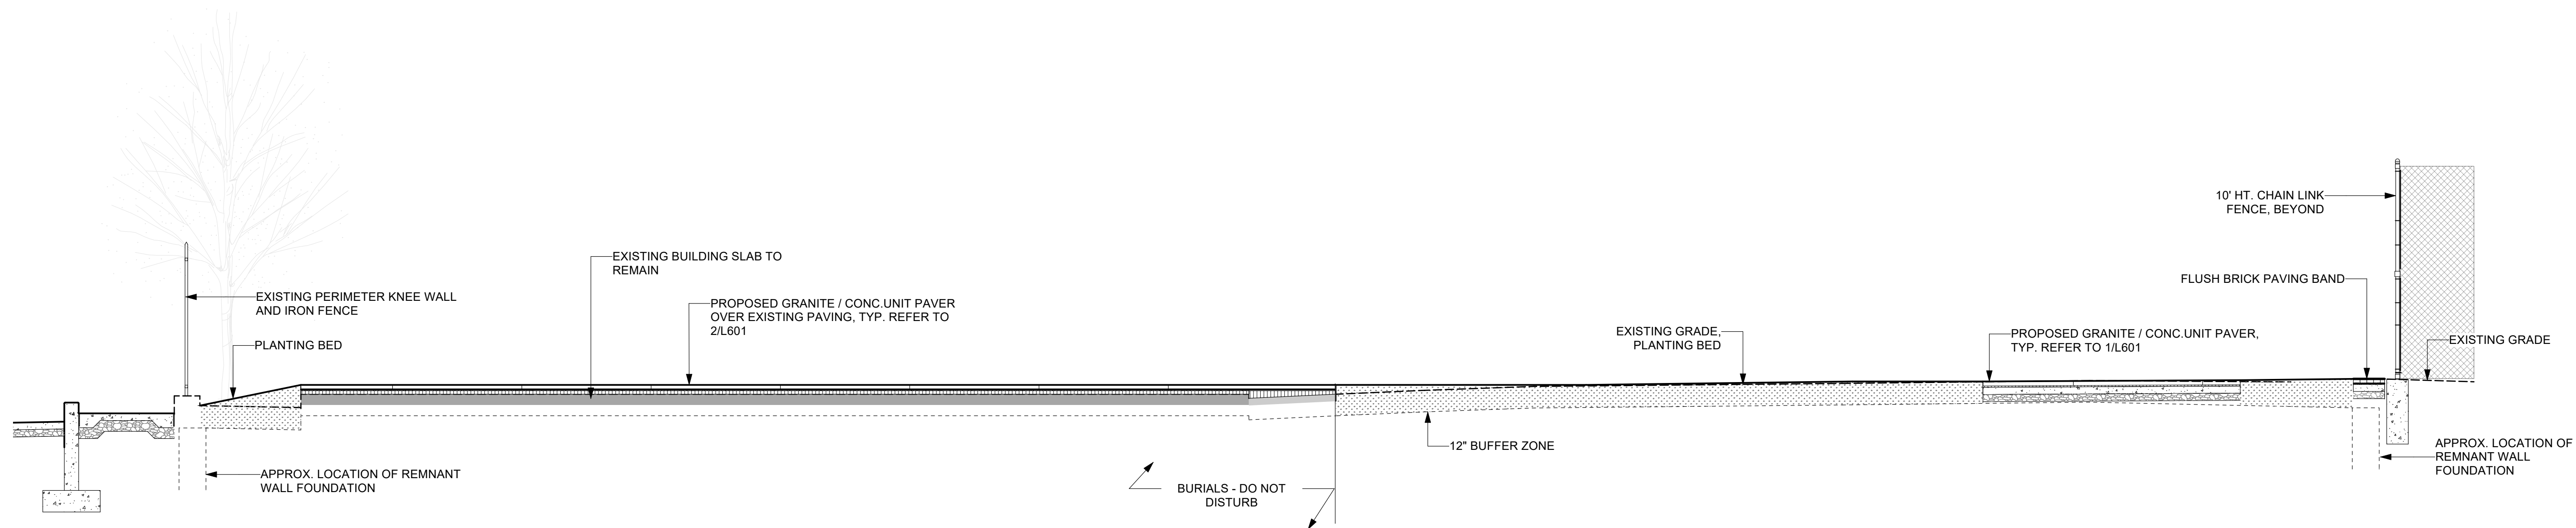 10' HT. CHAIN LINK
FENCE, BEYOND
EXISTING BUILDING SLAB TO
REMAIN
FLUSH BRICK PAVING BAND
EXISTING PERIMETER KNEE WALL
AND IRON FENCE
PROPOSED GRANITE / CONC.UNIT PAVER
OVER EXISTING PAVING, TYP. REFER TO
2/L601
EXISTING GRADE,
PLANTING BED
PROPOSED GRANITE / CONC.UNIT PAVER,
TYP. REFER TO 1/L601
EXISTING GRADE
PLANTING BED
12" BUFFER ZONE
APPROX. LOCATION OF
REMNANT WALL
FOUNDATION
APPROX. LOCATION OF REMNANT
WALL FOUNDATION
BURIALS - DO NOT
DISTURB